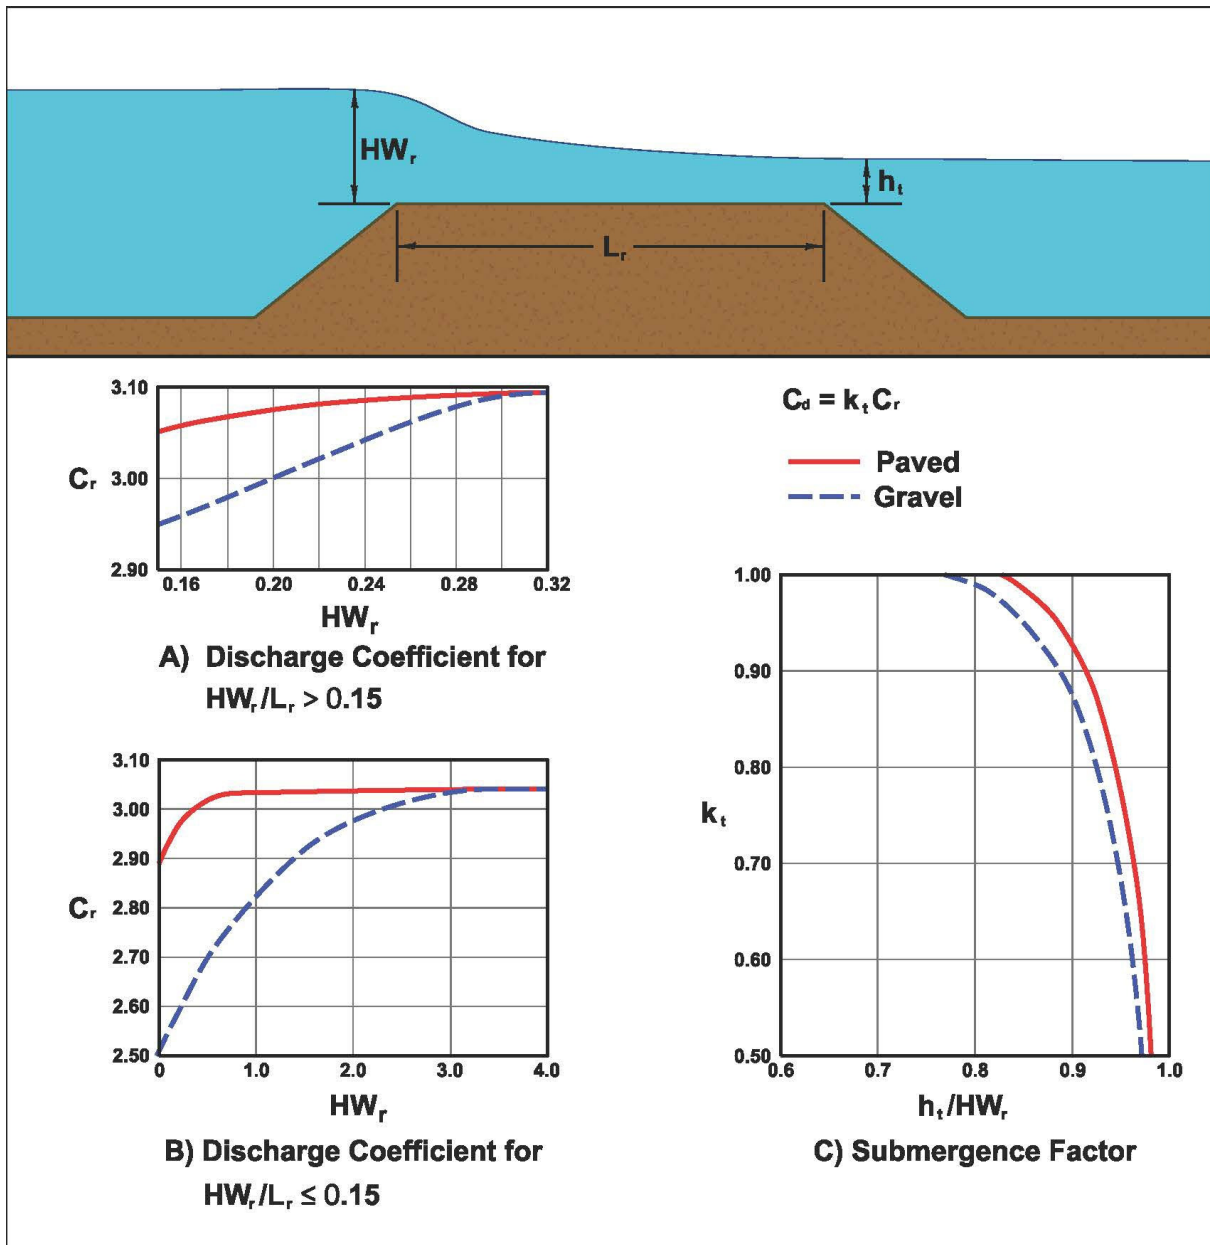 HWr
ht
Lr
3.10
3.00
2.90
Cr
0.16 0.20 0.24 0.28 0.32
HWr
A) Discharge Coefficient for
HWr/Lr > 0.15
Cd = ktCr
Paved
Gravel
3.10
3.00
2.90
2.80
2.70
2.60
2.50
Cr
0 1.0 2.0 3.0 4.0
HWr
B) Discharge Coefficient for
HWr/Lr ≤ 0.15
1.00
0.90
0.80
0.70
0.60
0.50
kt
0.6 0.7 0.8 0.9 1.0
ht/HWr
C) Submergence Factor